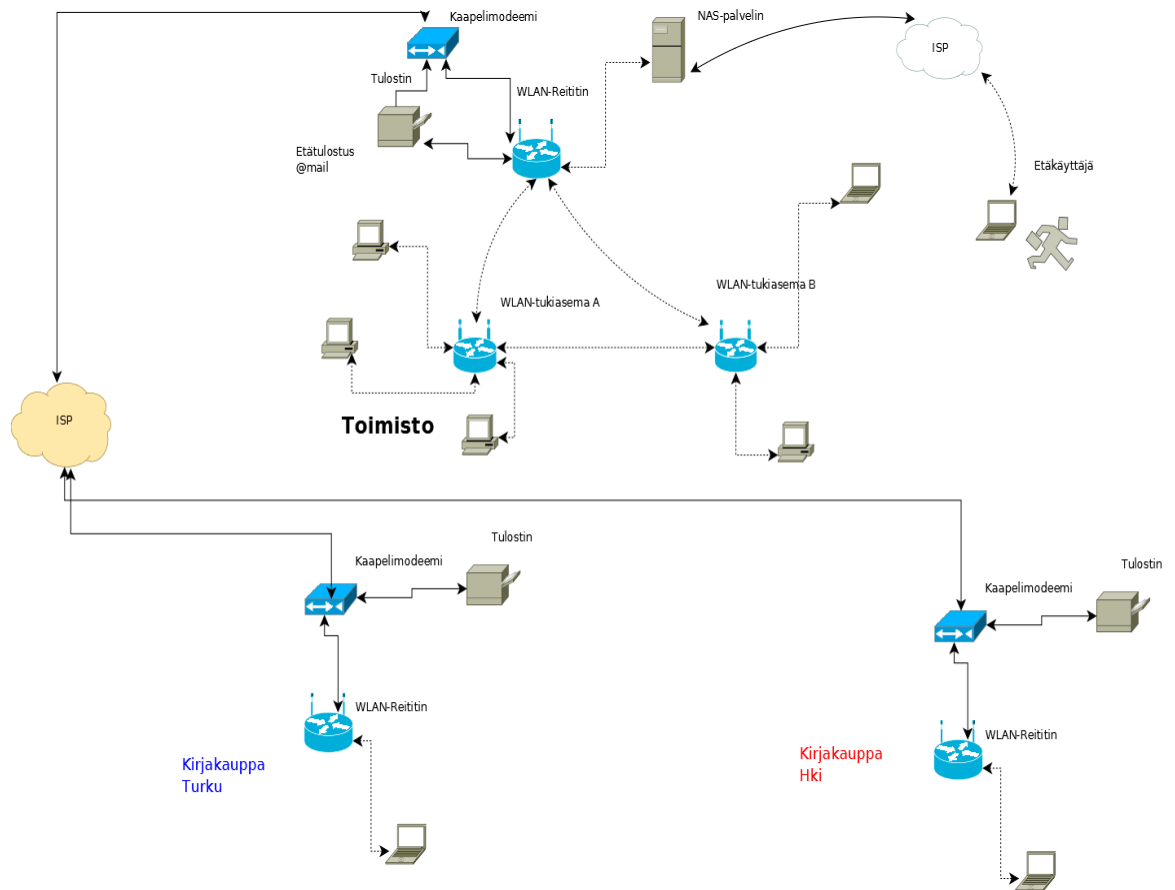 Kaapelimodeemi
NAS-palvelin
ISP
Tulostin
WLAN-Reititin
Etätulostus
@mail
Etäkäyttäjä
WLAN-tukiasema A
WLAN-tukiasema B
Toimisto
ISP
Kaapelimodeemi
Tulostin
WLAN-Reititin
Kirjakauppa
Turku
Kaapelimodeemi
Tulostin
WLAN-Reititin
Kirjakauppa
Hki